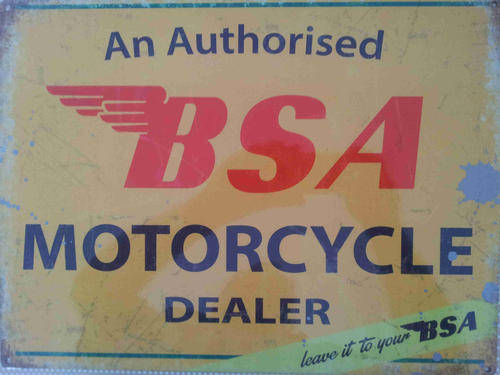 An Authorised
BSA
MOTORCYCLE
DEALER
leave it to your BSA